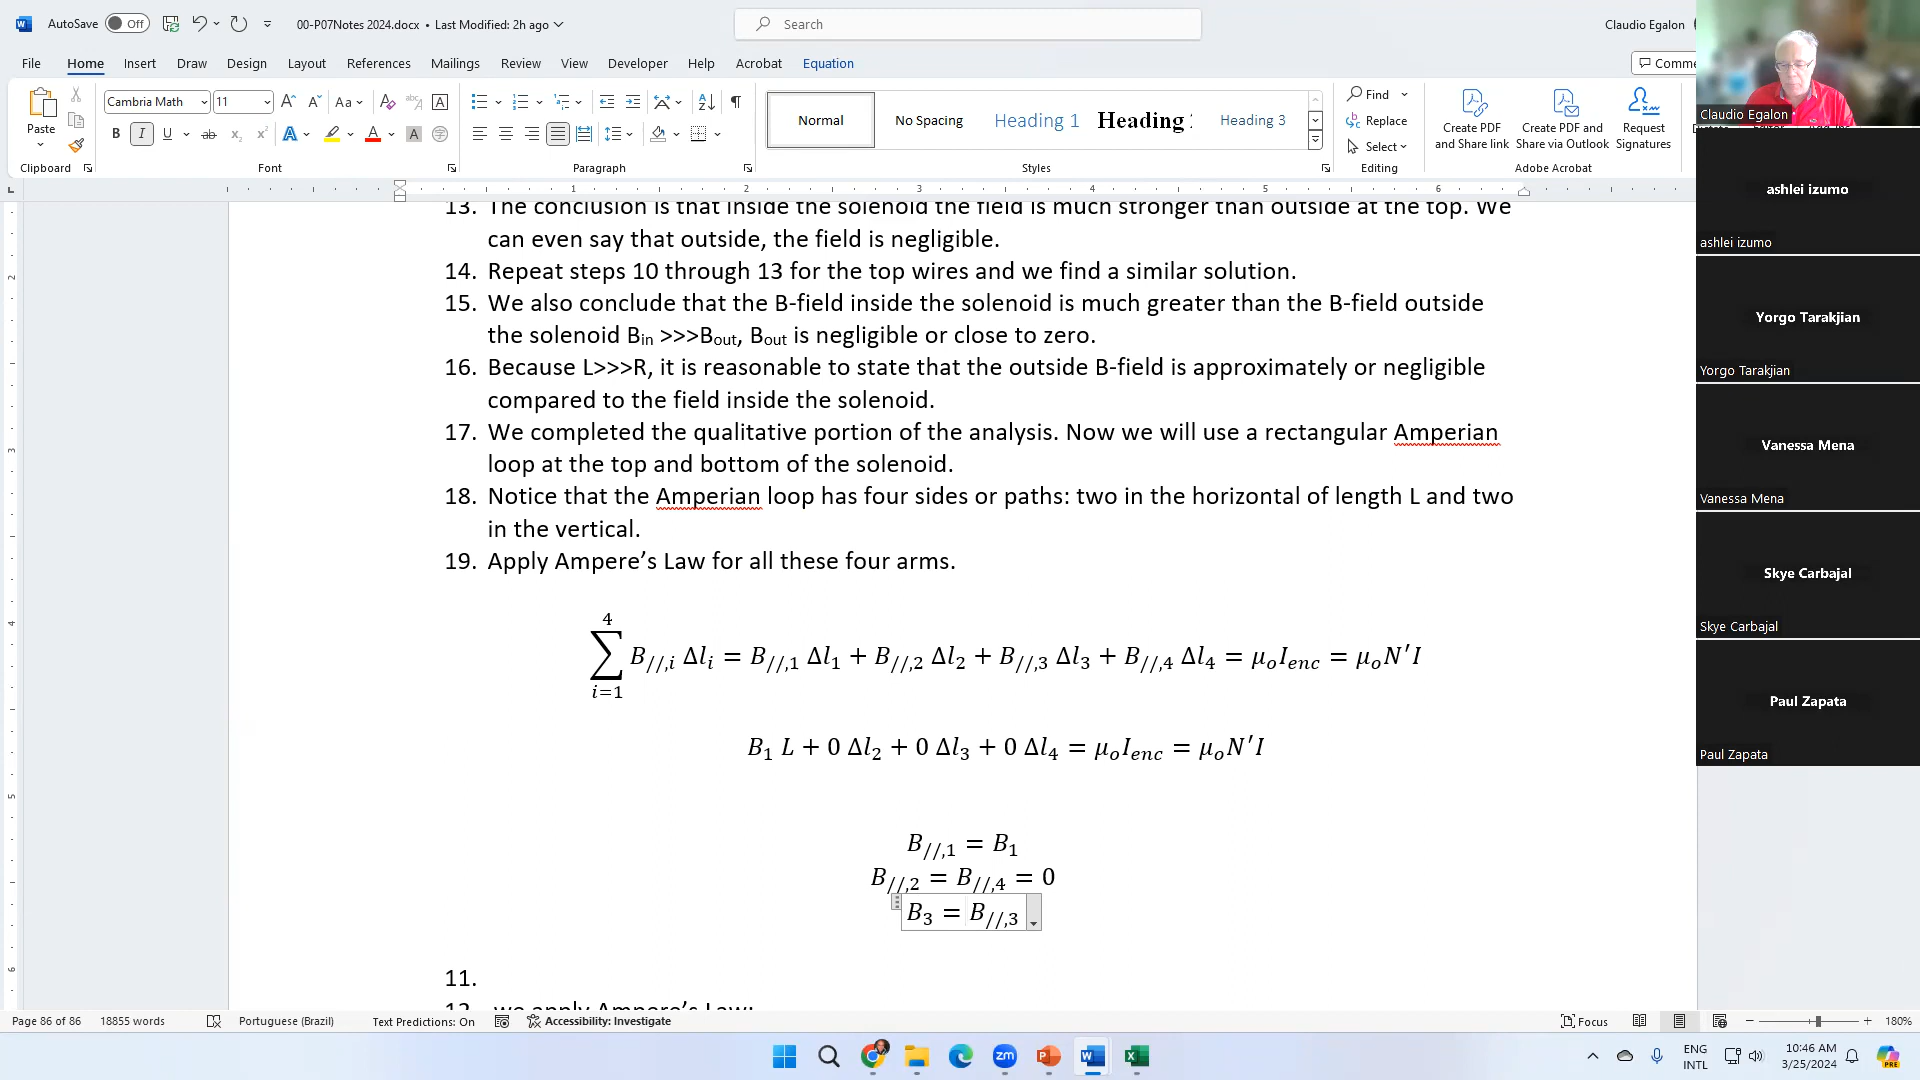 AutoSave Off 00-P07Notes 2024.docx • Last Modified: 2h ago Search Claudio Egalon
File Home Insert Draw Design Layout References Mailings Review View Developer Help Acrobat Equation
Paste
Clipboard
Cambria Math 11
Font
Paragraph
Normal No Spacing Heading 1 Heading Heading 3
Styles
Find
Replace
Select
Editing
Create PDF and Share link
Create PDF and Share via Outlook
Request Signatures
Adobe Acrobat
1 2 3 4 5 6
13. The conclusion is that inside the solenoid the field is much stronger than outside at the top. We
can even say that outside, the field is negligible.
14. Repeat steps 10 through 13 for the top wires and we find a similar solution.
15. We also conclude that the B-field inside the solenoid is much greater than the B-field outside
the solenoid Bin >>>Bout, Bout is negligible or close to zero.
16. Because L>>>R, it is reasonable to state that the outside B-field is approximately or negligible
compared to the field inside the solenoid.
17. We completed the qualitative portion of the analysis. Now we will use a rectangular Amperian
loop at the top and bottom of the solenoid.
18. Notice that the Amperian loop has four sides or paths: two in the horizontal of length L and two
in the vertical.
19. Apply Ampere’s Law for all these four arms.
∑_{i=1}^{4} B_{//,i} Δl_i = B_{//,1} Δl_1 + B_{//,2} Δl_2 + B_{//,3} Δl_3 + B_{//,4} Δl_4 = μ_o I_{enc} = μ_o N′I
B_1 L + 0 Δl_2 + 0 Δl_3 + 0 Δl_4 = μ_o I_{enc} = μ_o N′I
B_{//,1} = B_1
B_{//,2} = B_{//,4} = 0
B_3 = B_{//,3}
11.
12. we apply Ampere’s Law:
Claudio Egalon
ashlei izumo
ashlei izumo
Yorgo Tarakjian
Yorgo Tarakjian
Vanessa Mena
Vanessa Mena
Skye Carbajal
Skye Carbajal
Paul Zapata
Paul Zapata
Page 86 of 86 18855 words Portuguese (Brazil) Text Predictions: On Accessibility: Investigate Focus 180%
ENG
INTL
10:46 AM
3/25/2024